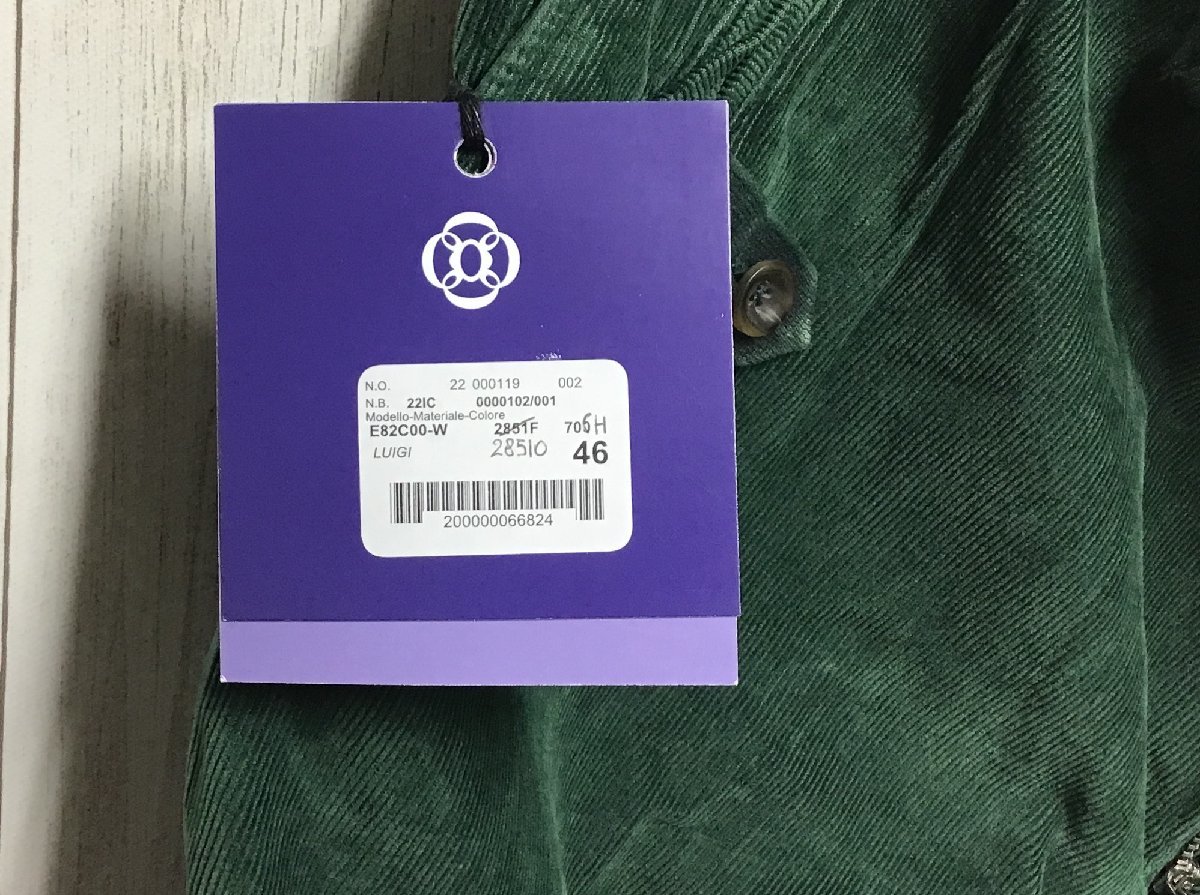 N.O. 22 000119 002
N.B. 22IC 0000102/001
Modello-Materiale-Colore
E82C00-W 2851F 705H
LUIGI 28510 46
200000066824